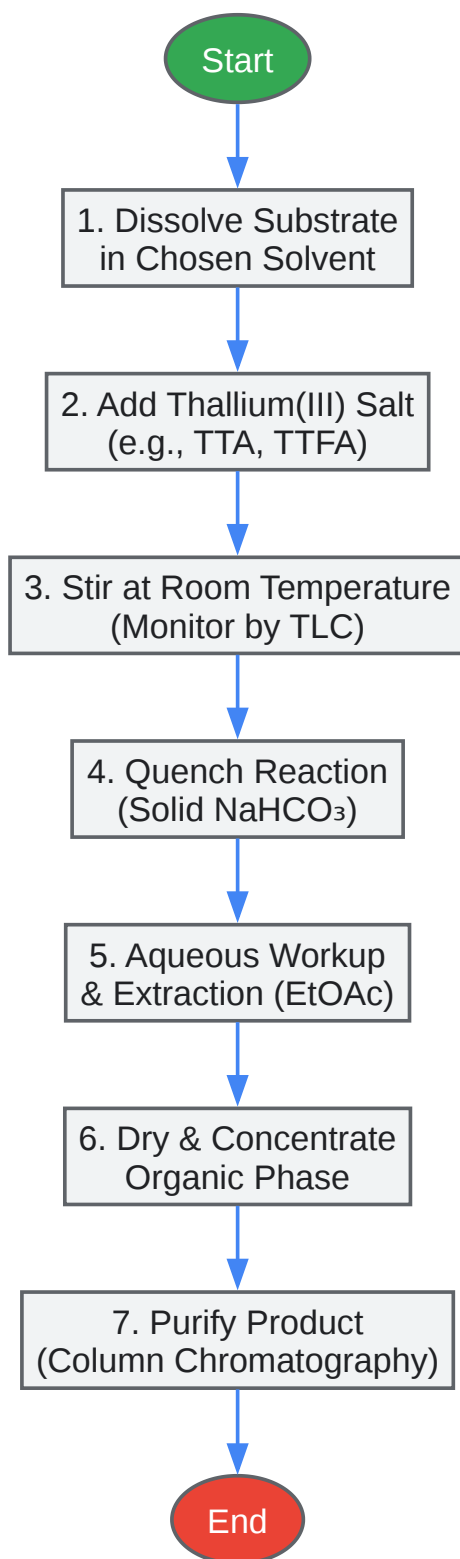 Start
1. Dissolve Substrate
in Chosen Solvent
2. Add Thallium(III) Salt
(e.g., TTA, TTFA)
3. Stir at Room Temperature
(Monitor by TLC)
4. Quench Reaction
(Solid NaHCO₃)
5. Aqueous Workup
& Extraction (EtOAc)
6. Dry & Concentrate
Organic Phase
7. Purify Product
(Column Chromatography)
End